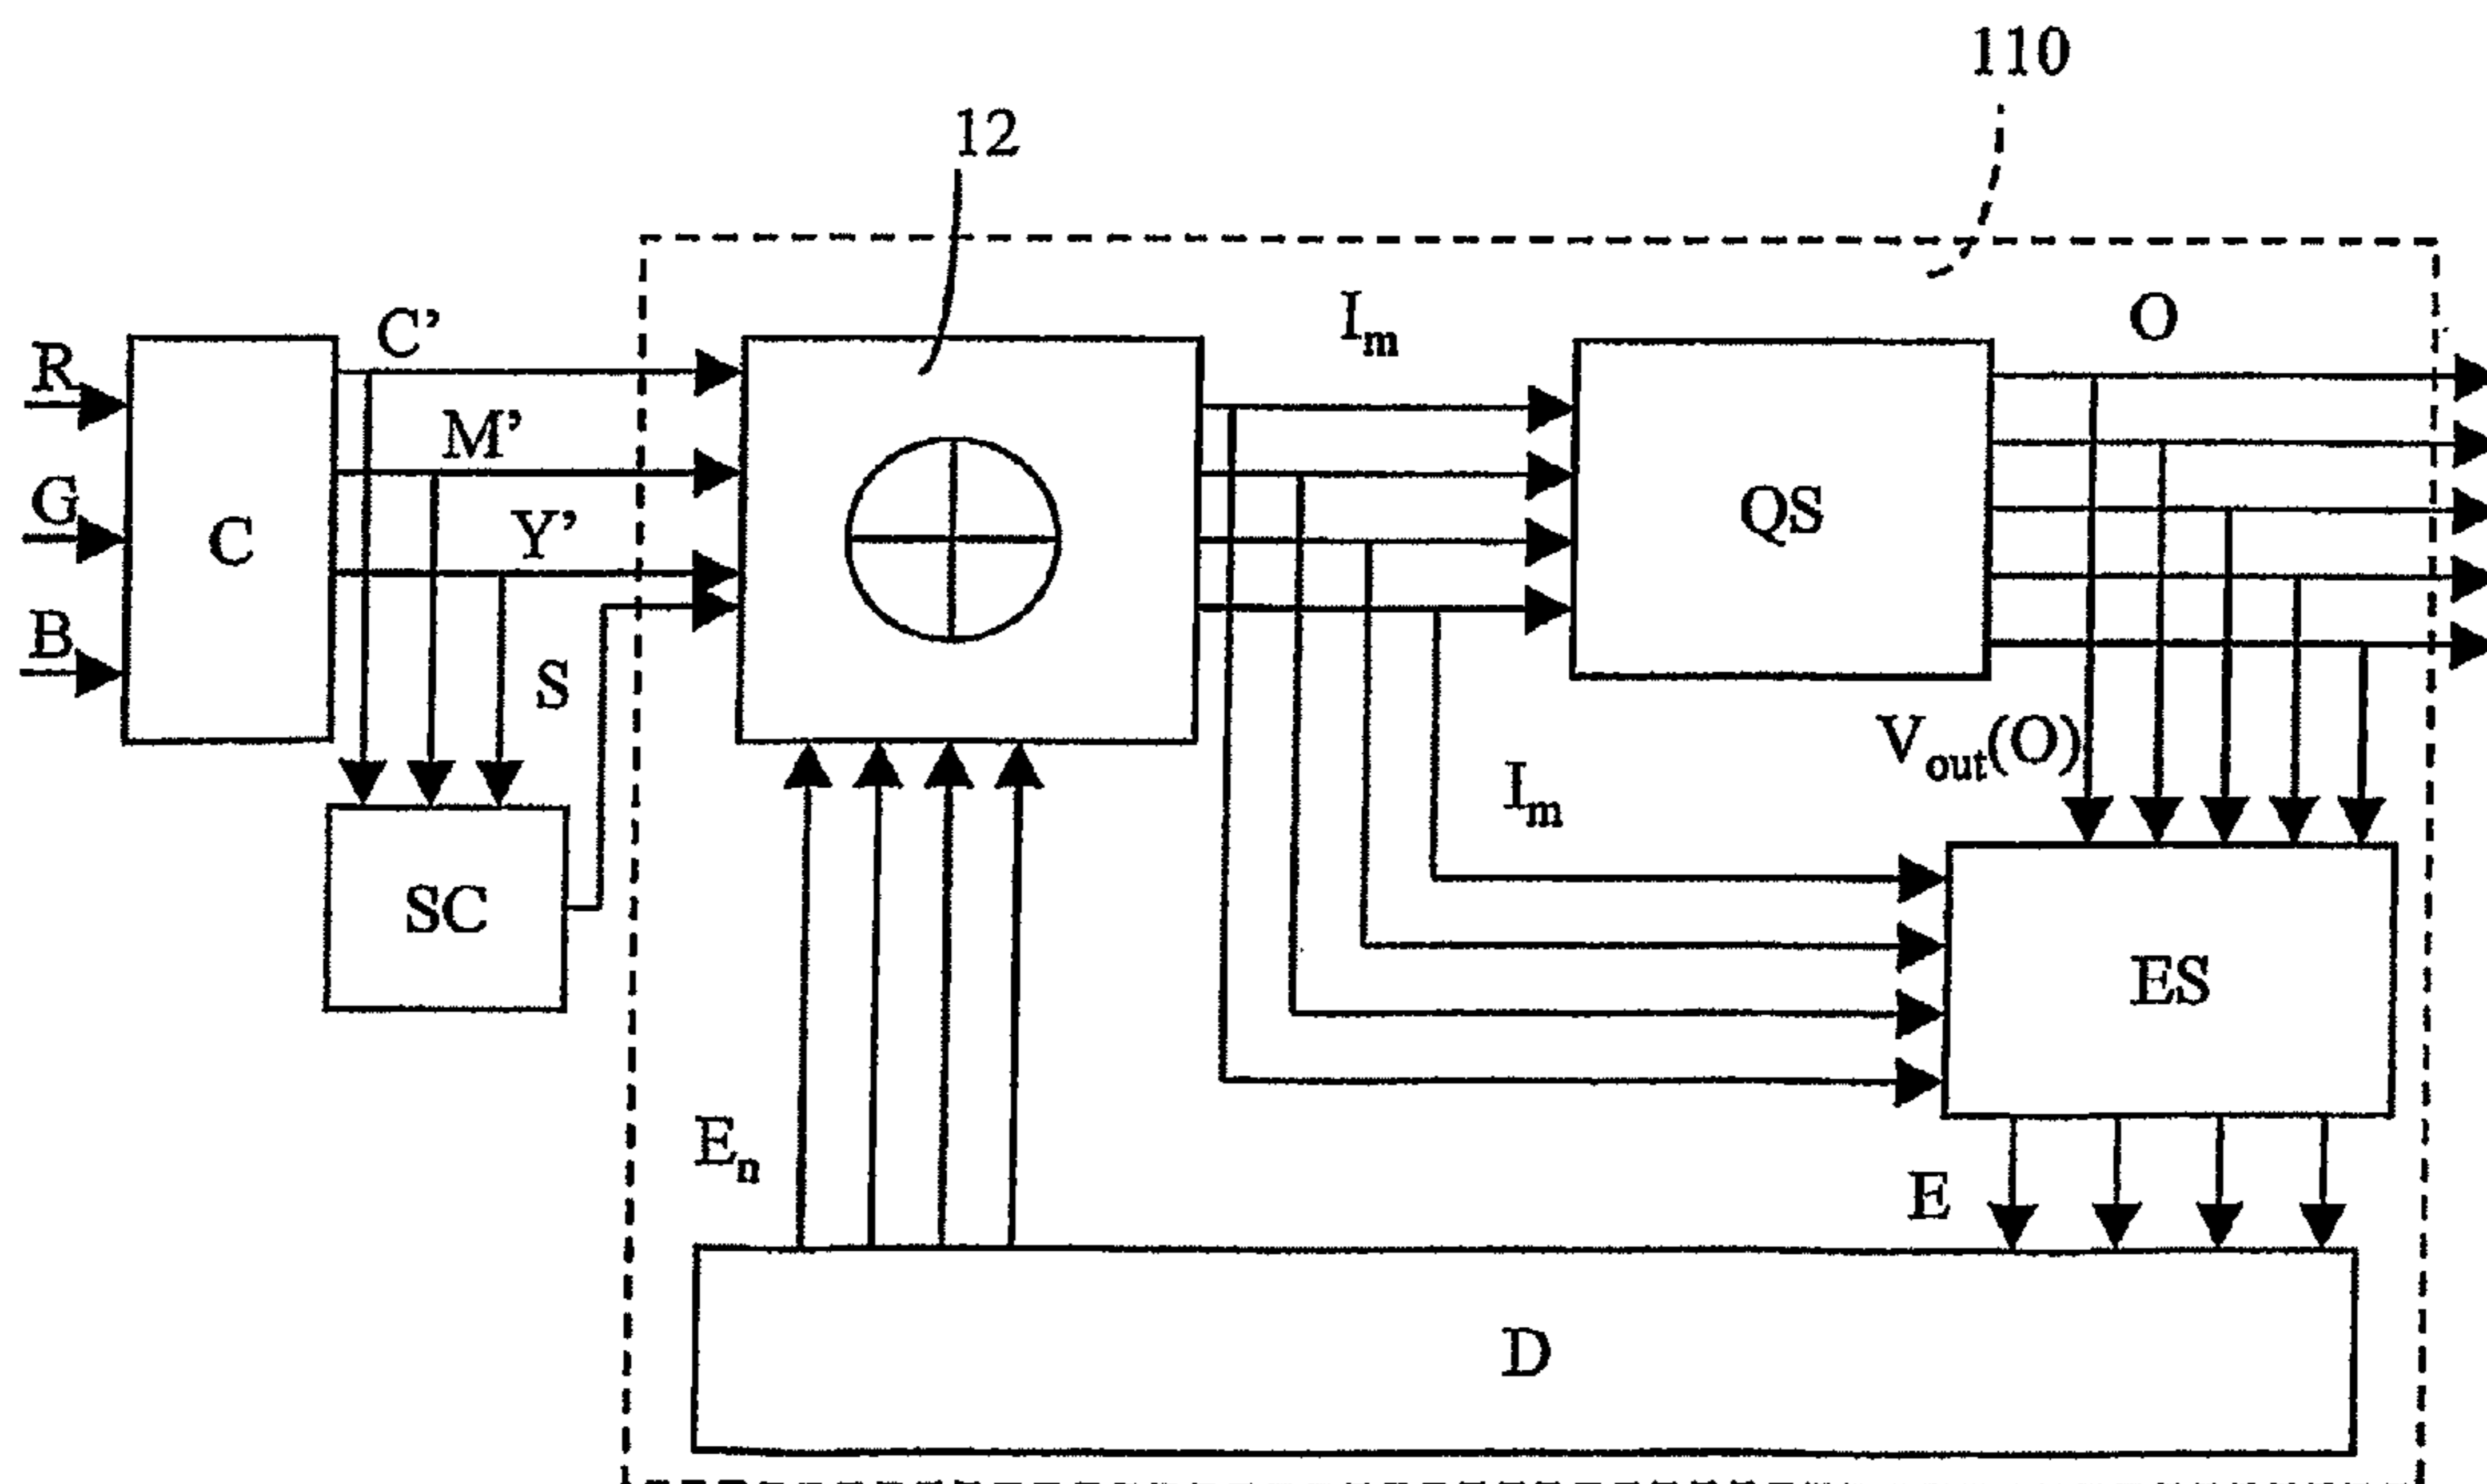 110
12
C’
I_m
O
R
M’
G
C
Y’
QS
B
S
V_out(O)
I_m
SC
ES
E_n
E
D